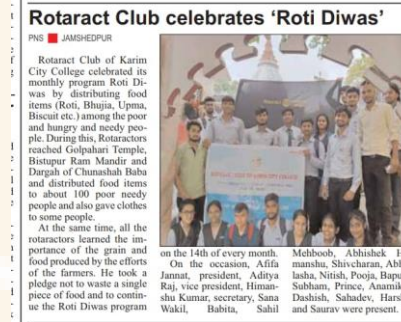 Rotaract Club celebrates ‘Roti Diwas’
PNS JAMSHEDPUR
Rotaract Club of Karim
City College celebrated its
monthly program Roti Di-
was by distributing food
items (Roti, Bhujia, Upma,
Biscuit etc.) among the poor
and hungry and needy peo-
ple. During this, Rotaractors
reached Golpahari Temple,
Bistupur Ram Mandir and
Dargah of Chunashah Baba
and distributed food items
to about 100 poor needy
people and also gave clothes
to some people.
At the same time, all the
rotaractors learned the im-
portance of the grain and
food produced by the efforts
of the farmers. He took a
pledge not to waste a single
piece of food and to contin-
ue the Roti Diwas program
on the 14th of every month.
On the occasion, Afifa
Jannat, president, Aditya
Raj, vice president, Himan-
shu Kumar, secretary, Sana
Wakil, Babita, Sahil
Mehboob, Abhishek H
manshu, Shivcharan, Abl
lasha, Nitish, Pooja, Bapu
Subham, Prince, Anamik
Dashish, Sahadev, Hars
and Saurav were present.